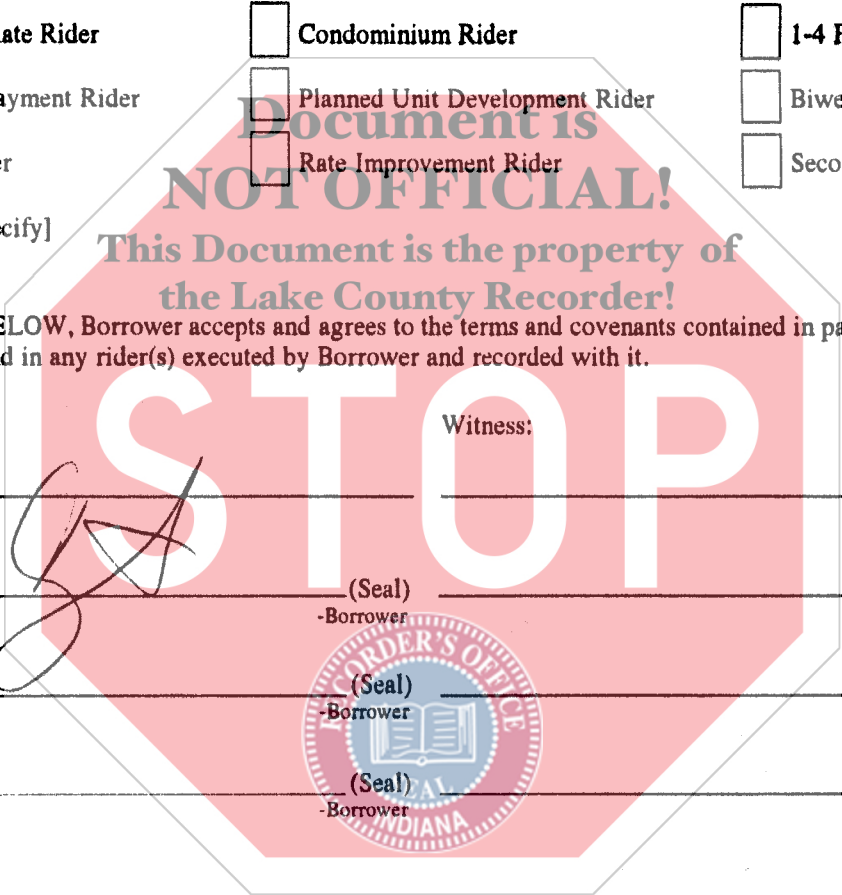 ate Rider Condominium Rider 1-4 F
ayment Rider Planned Unit Development Rider Biwe
Document is
er Rate Improvement Rider Seco
NOT OFFICIAL!
cify]
This Document is the property of
the Lake County Recorder!
ELOW, Borrower accepts and agrees to the terms and covenants contained in pa
d in any rider(s) executed by Borrower and recorded with it.
STOP
Witness:
(Seal)
-Borrower
RECORDER'S OFFICE
(Seal)
-Borrower
(Seal)
-Borrower
SEAL
INDIANA